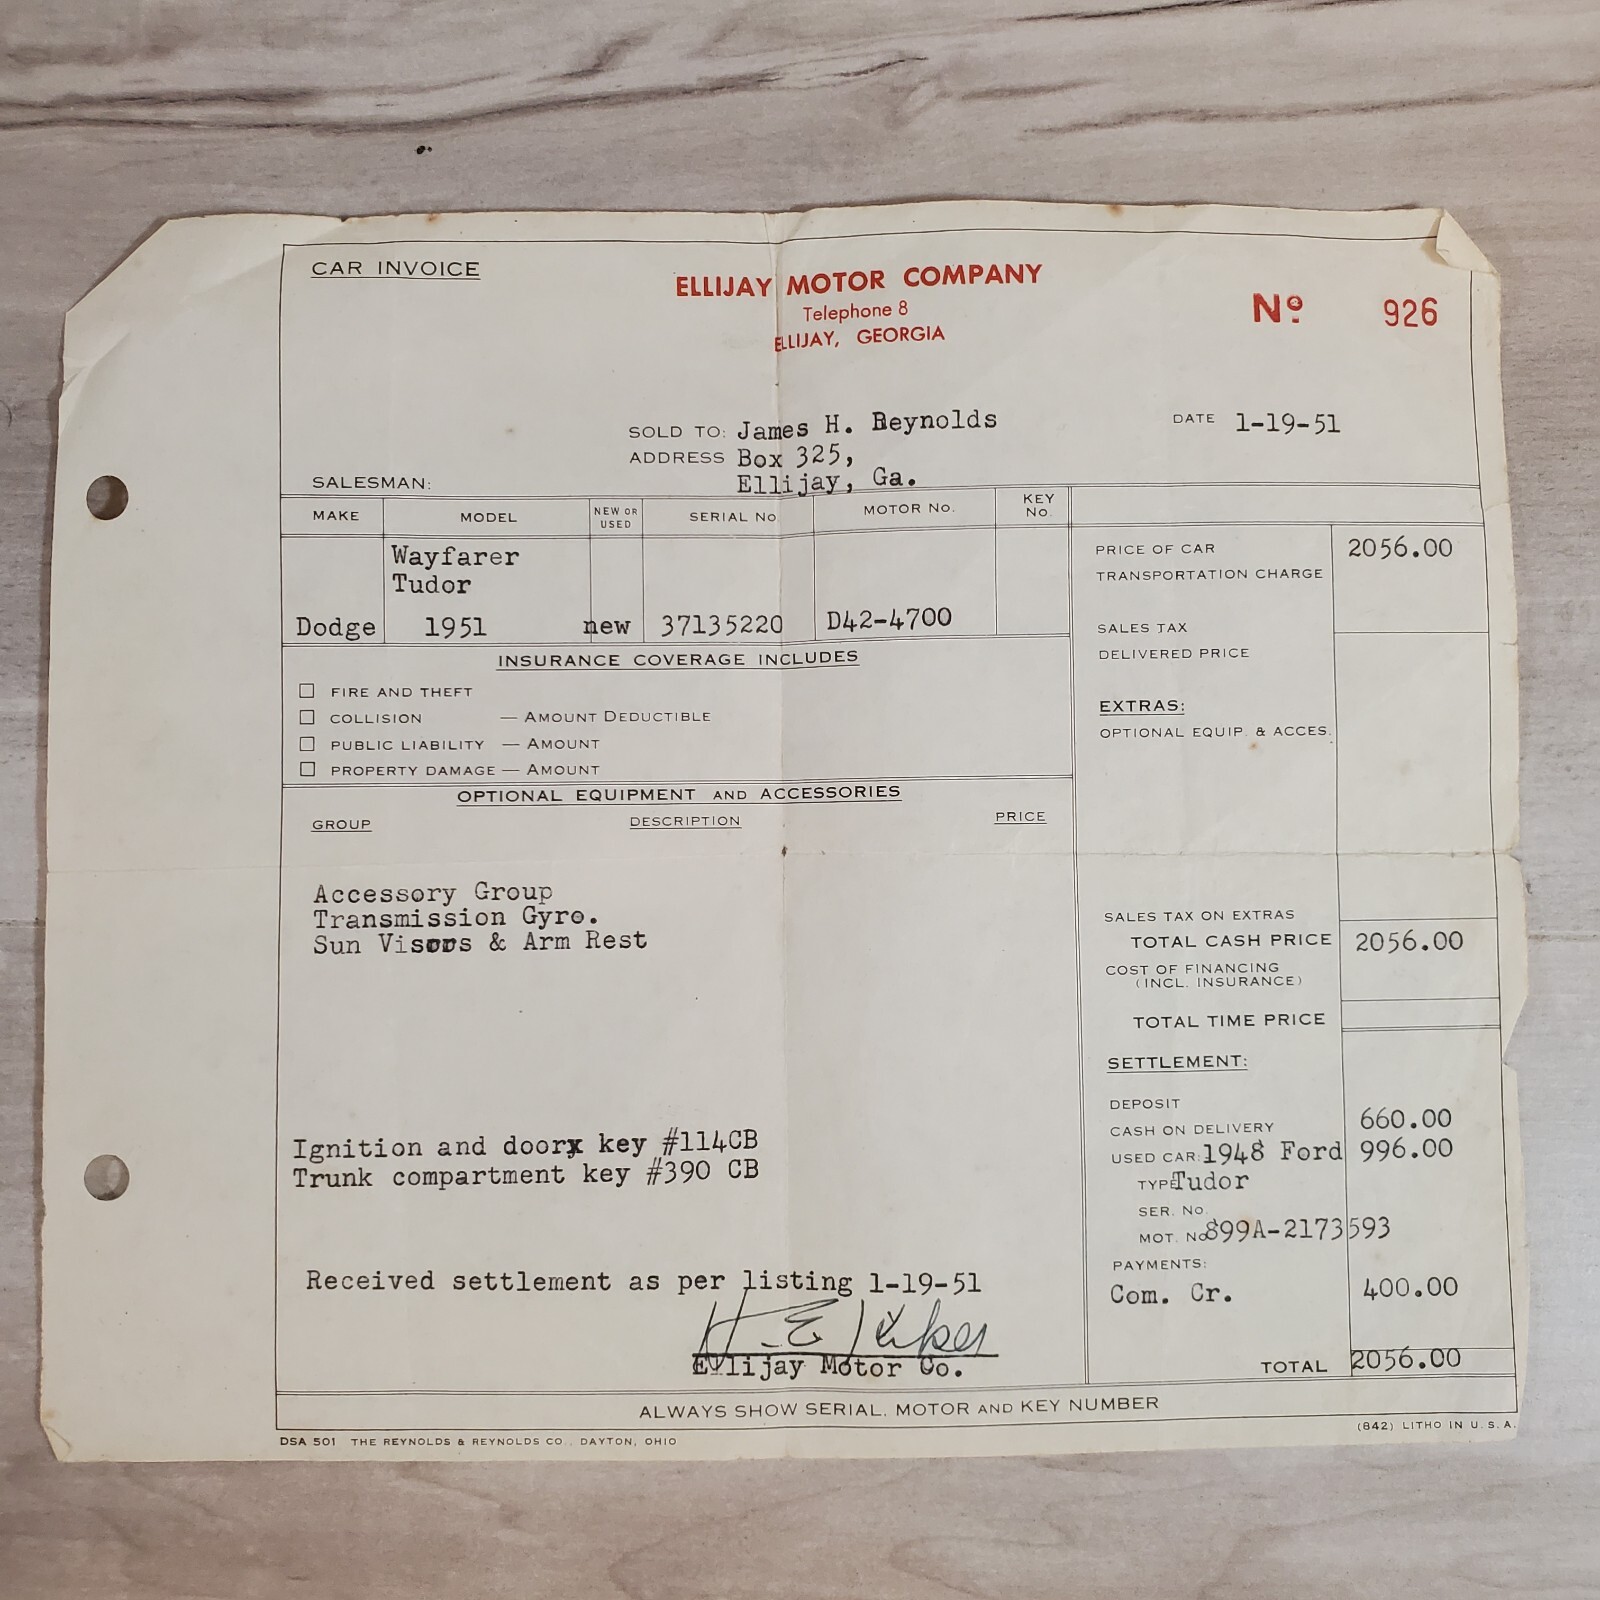 CAR INVOICE
ELLIJAY MOTOR COMPANY
Telephone 8
ELLIJAY, GEORGIA
Nº 926
SOLD TO: James H. Reynolds
DATE 1-19-51
ADDRESS Box 325,
Ellijay, Ga.
SALESMAN:
MAKE MODEL NEW OR USED SERIAL No. MOTOR No. KEY No.
Wayfarer
Tudor
Dodge 1951 new 37135220 D42-4700
PRICE OF CAR 2056.00
TRANSPORTATION CHARGE
SALES TAX
DELIVERED PRICE
EXTRAS:
OPTIONAL EQUIP. & ACCES.
INSURANCE COVERAGE INCLUDES
FIRE AND THEFT
COLLISION — AMOUNT DEDUCTIBLE
PUBLIC LIABILITY — AMOUNT
PROPERTY DAMAGE — AMOUNT
OPTIONAL EQUIPMENT AND ACCESSORIES
GROUP DESCRIPTION PRICE
Accessory Group
Transmission Gyro.
Sun Visors & Arm Rest
Ignition and doorx key #114CB
Trunk compartment key #390 CB
Received settlement as per listing 1-19-51
H. E.
Ellijay Motor Co.
SALES TAX ON EXTRAS
TOTAL CASH PRICE 2056.00
COST OF FINANCING
(INCL. INSURANCE)
TOTAL TIME PRICE
SETTLEMENT:
DEPOSIT
CASH ON DELIVERY 660.00
USED CAR: 1948 Ford 996.00
TYPE Tudor
SER. No.
MOT. No. 899A-2173593
PAYMENTS:
Com. Cr. 400.00
TOTAL 2056.00
ALWAYS SHOW SERIAL, MOTOR AND KEY NUMBER
DSA 501 THE REYNOLDS & REYNOLDS CO., DAYTON, OHIO
(842) LITHO IN U.S.A.